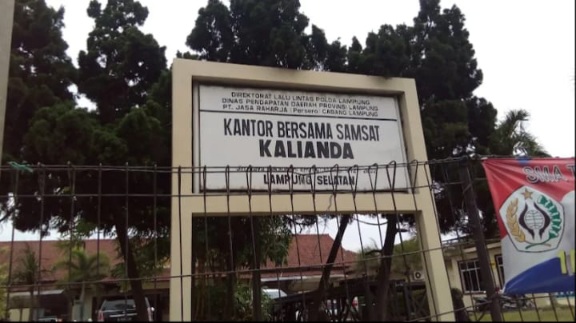 DIREKTORAT LALU LINTAS POLDA LAMPUNG
DINAS PENDAPATAN DAERAH PROVINSI LAMPUNG
PT. JASA RAHARJA (Persero) CABANG LAMPUNG
KANTOR BERSAMA SAMSAT
KALIANDA
LAMPUNG SELATAN
SMA